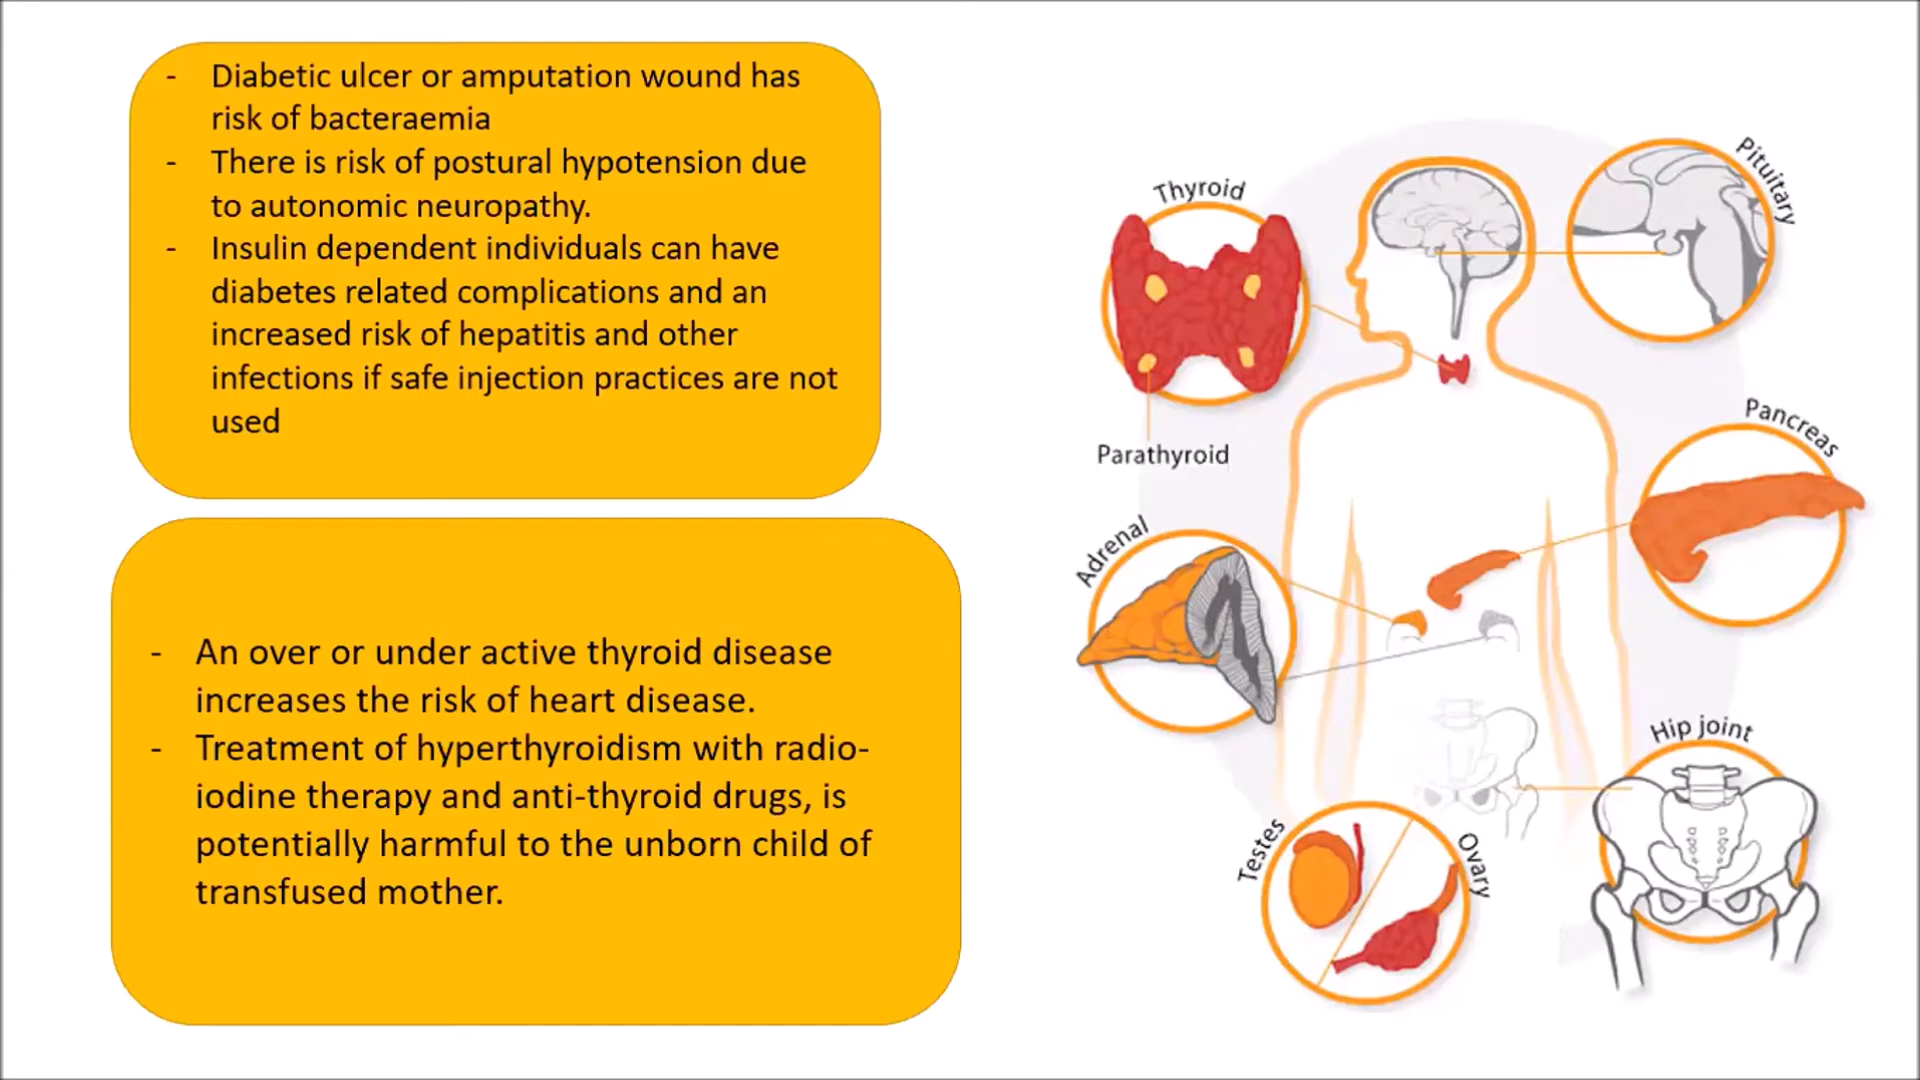 - Diabetic ulcer or amputation wound has
risk of bacteraemia
- There is risk of postural hypotension due
to autonomic neuropathy.
- Insulin dependent individuals can have
diabetes related complications and an
increased risk of hepatitis and other
infections if safe injection practices are not
used
- An over or under active thyroid disease
increases the risk of heart disease.
- Treatment of hyperthyroidism with radio-
iodine therapy and anti-thyroid drugs, is
potentially harmful to the unborn child of
transfused mother.
Thyroid
Pituitary
Parathyroid
Pancreas
Adrenal
Hip joint
Testes
Ovary